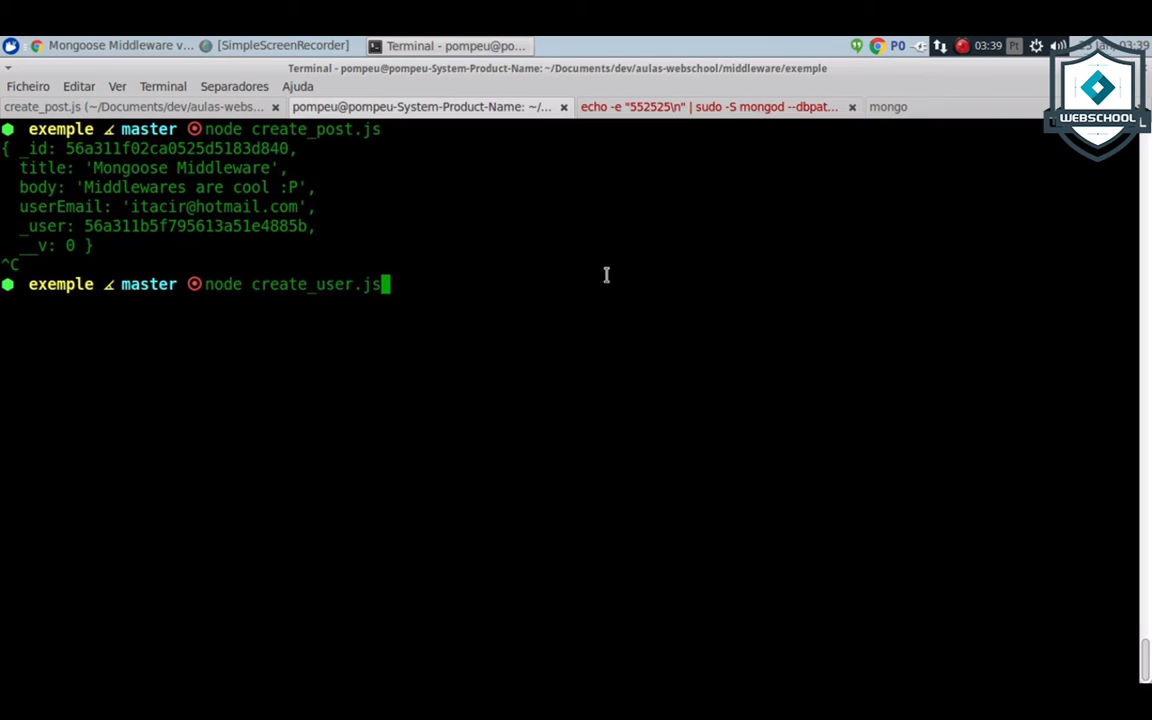 Mongoose Middleware v... [SimpleScreenRecorder] Terminal - pompeu@po... PO 03:39 Pt
Terminal - pompeu@pompeu-System-Product-Name: ~/Documents/dev/aulas-webschool/middleware/exemple
Ficheiro Editar Ver Terminal Separadores Ajuda
create_post.js (~/Documents/dev/aulas-webs... pompeu@pompeu-System-Product-Name: ~/... echo -e "552525\n" | sudo -S mongod --dbpat... mongo
WEBSCHOOL
exemple master node create_post.js
{ _id: 56a311f02ca0525d5183d840,
title: 'Mongoose Middleware',
body: 'Middlewares are cool :P',
userEmail: 'itacir@hotmail.com',
_user: 56a311b5f795613a51e4885b,
__v: 0 }
^C
exemple master node create_user.js